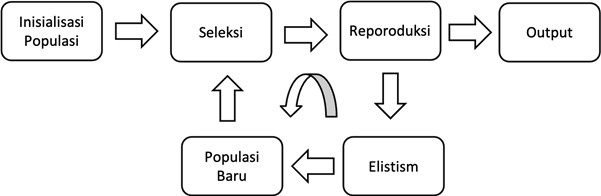 Inisialisasi
Populasi
Seleksi
Reporoduksi
Output
Populasi
Baru
Elistism